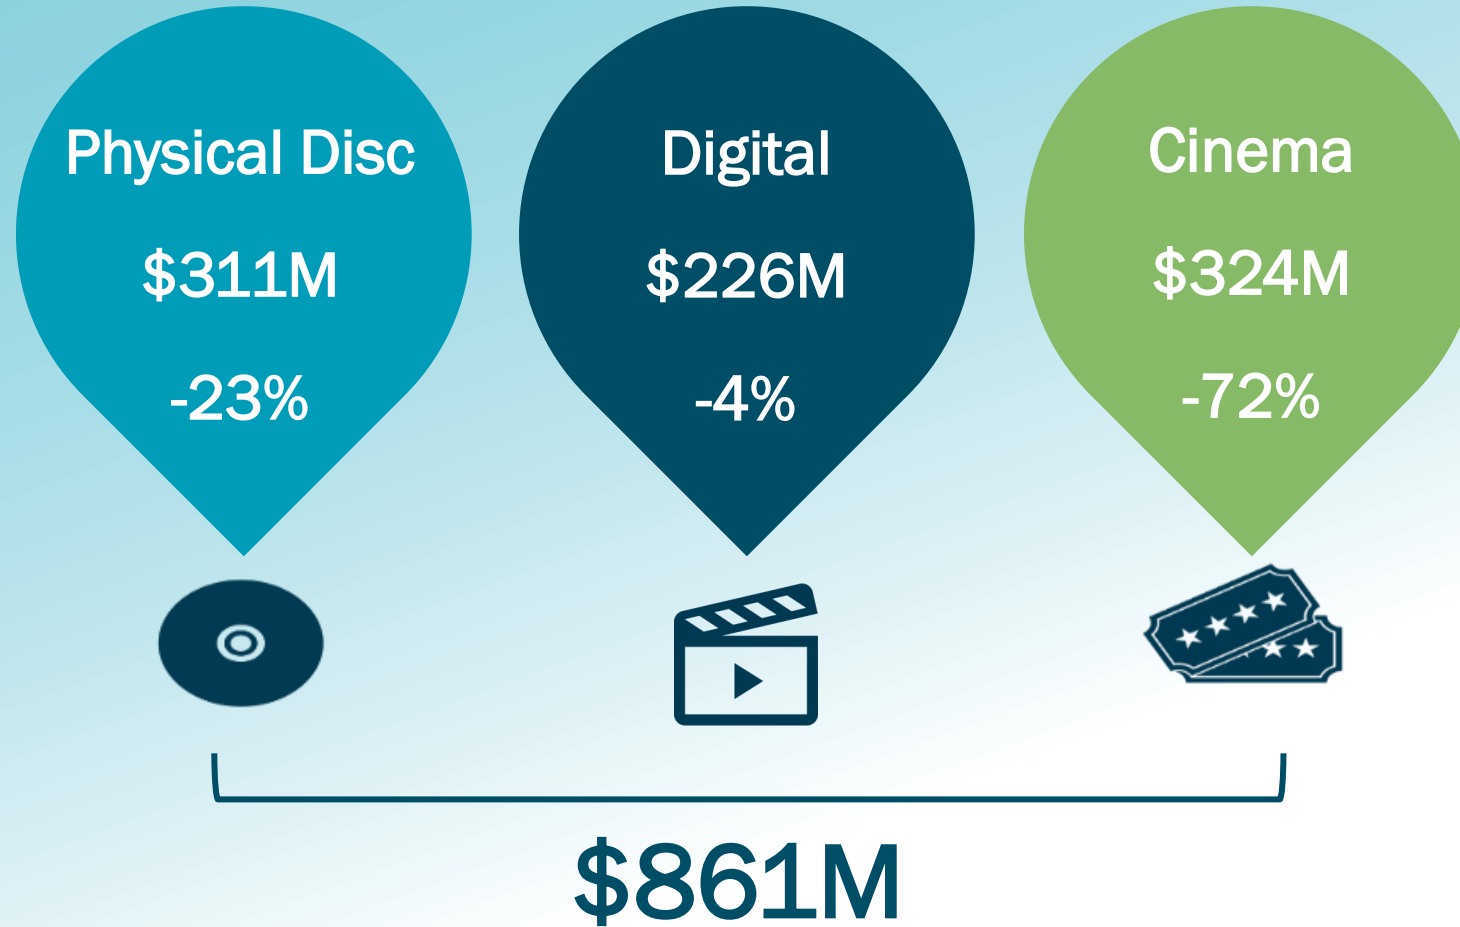 Physical Disc
$311M
-23%
Digital
$226M
-4%
Cinema
$324M
-72%
$861M